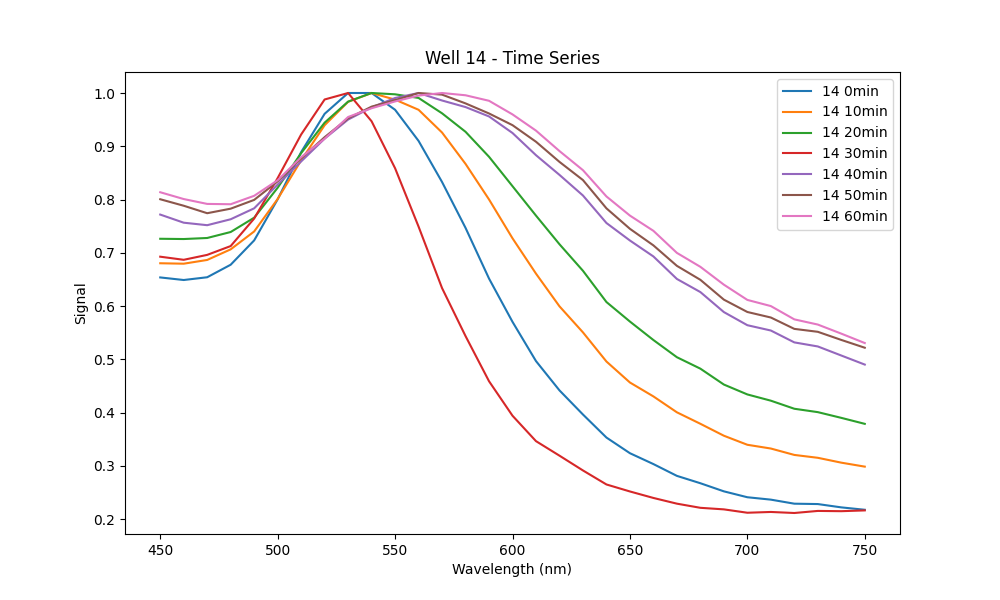 Well 14 - Time Series
1.0
0.9
0.8
0.7
0.6
0.5
0.4
0.3
0.2
Signal
450
500
550
600
650
700
750
Wavelength (nm)
14 0min
14 10min
14 20min
14 30min
14 40min
14 50min
14 60min